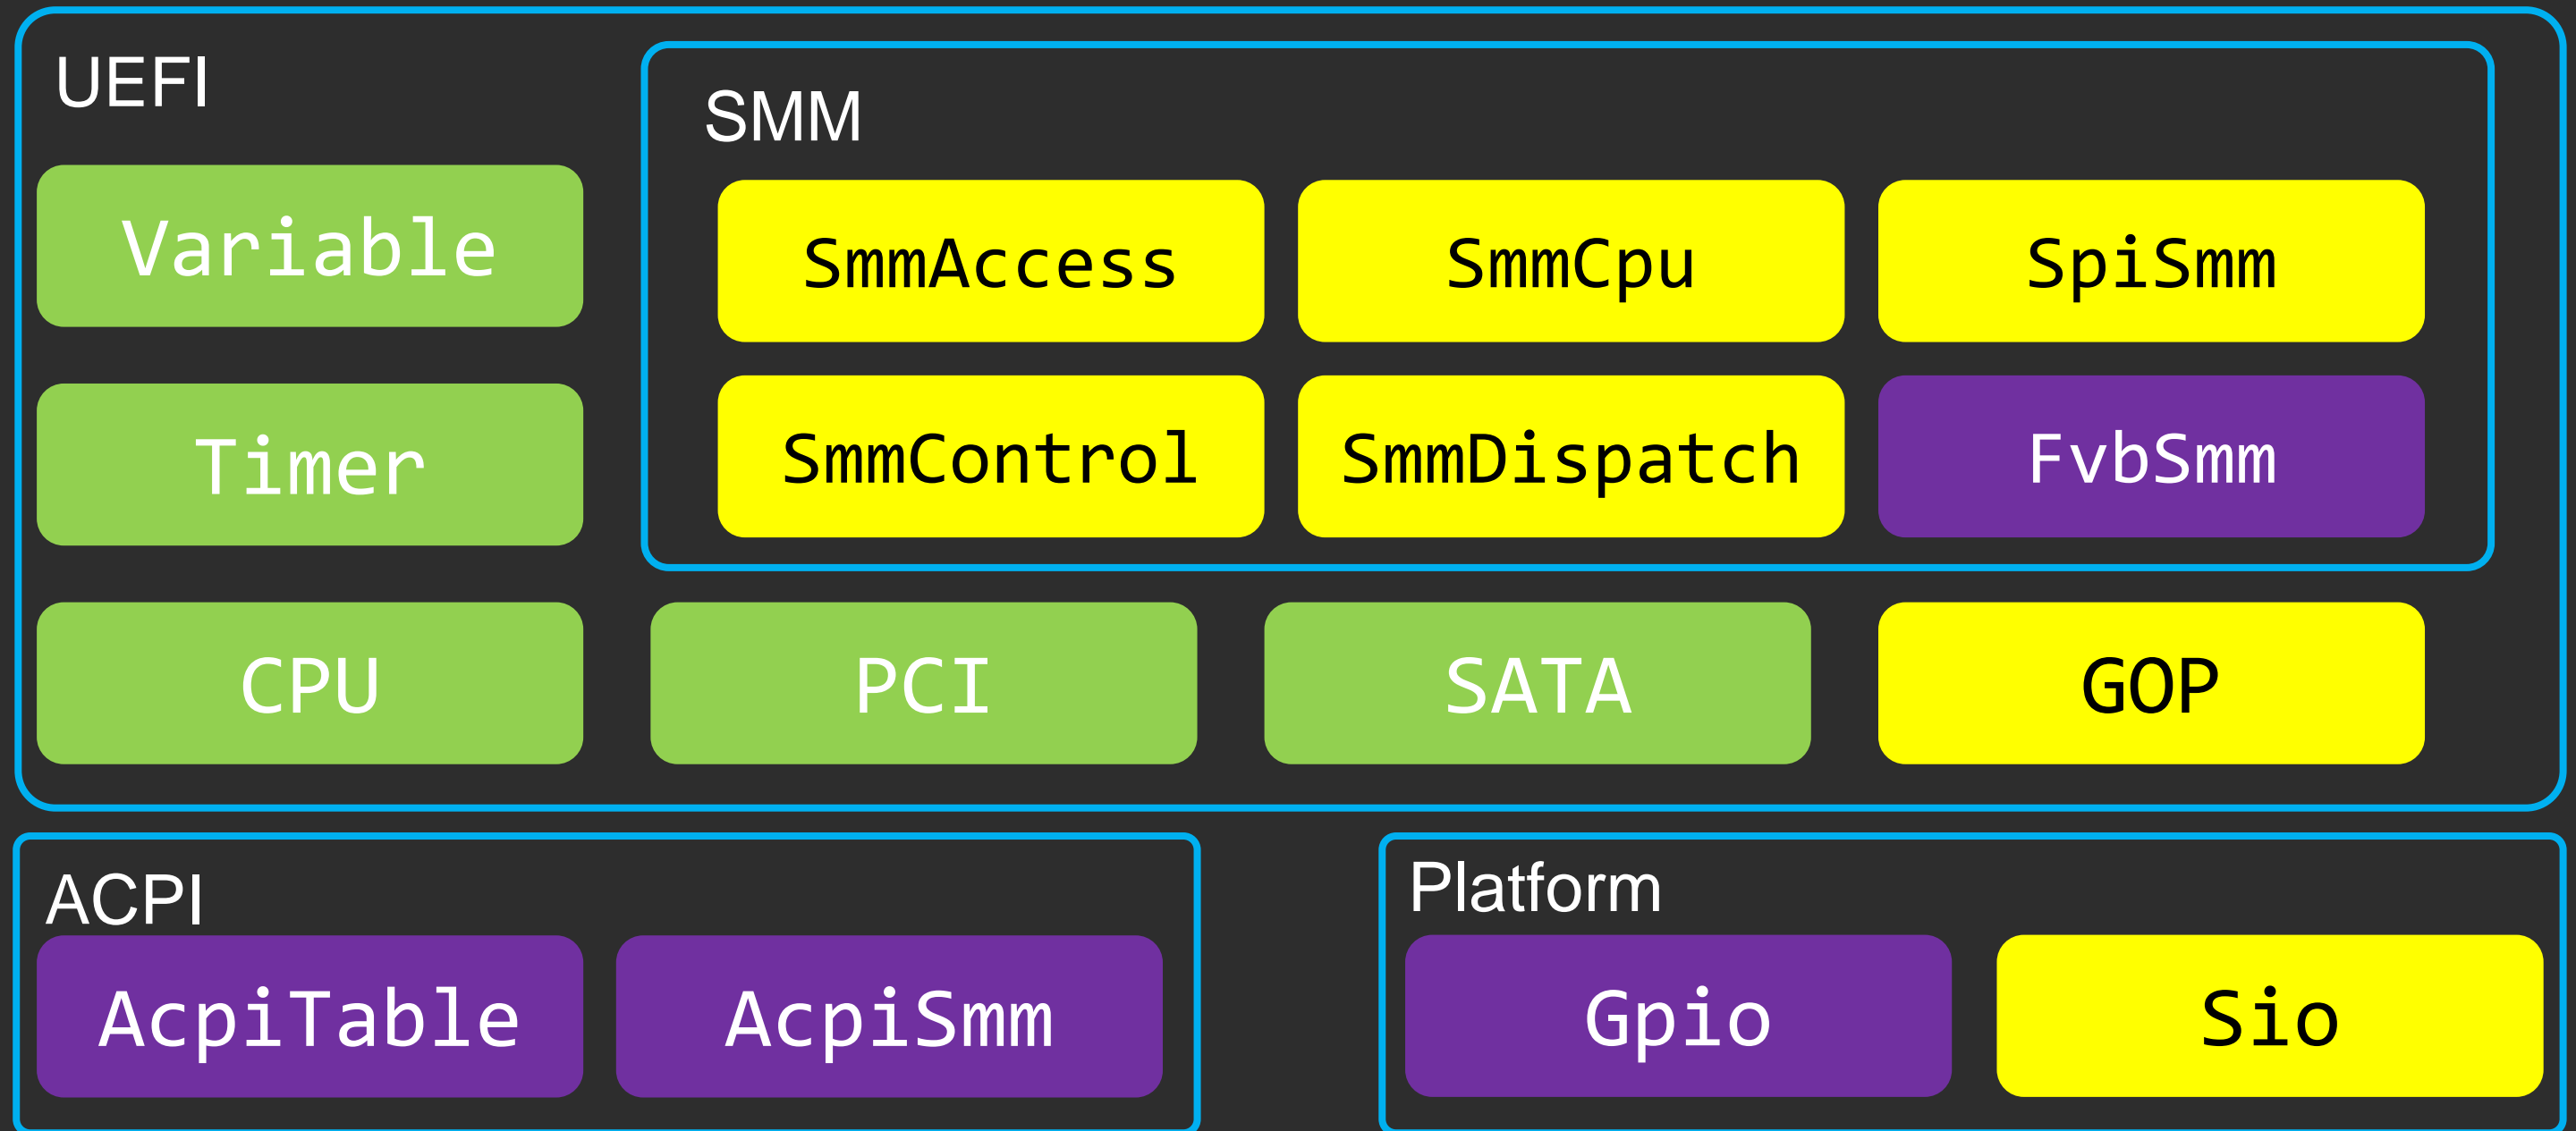 UEFI
SMM
Variable
SmmAccess
SmmCpu
SpiSmm
Timer
SmmControl
SmmDispatch
FvbSmm
CPU
PCI
SATA
GOP
ACPI
AcpiTable
AcpiSmm
Platform
Gpio
Sio